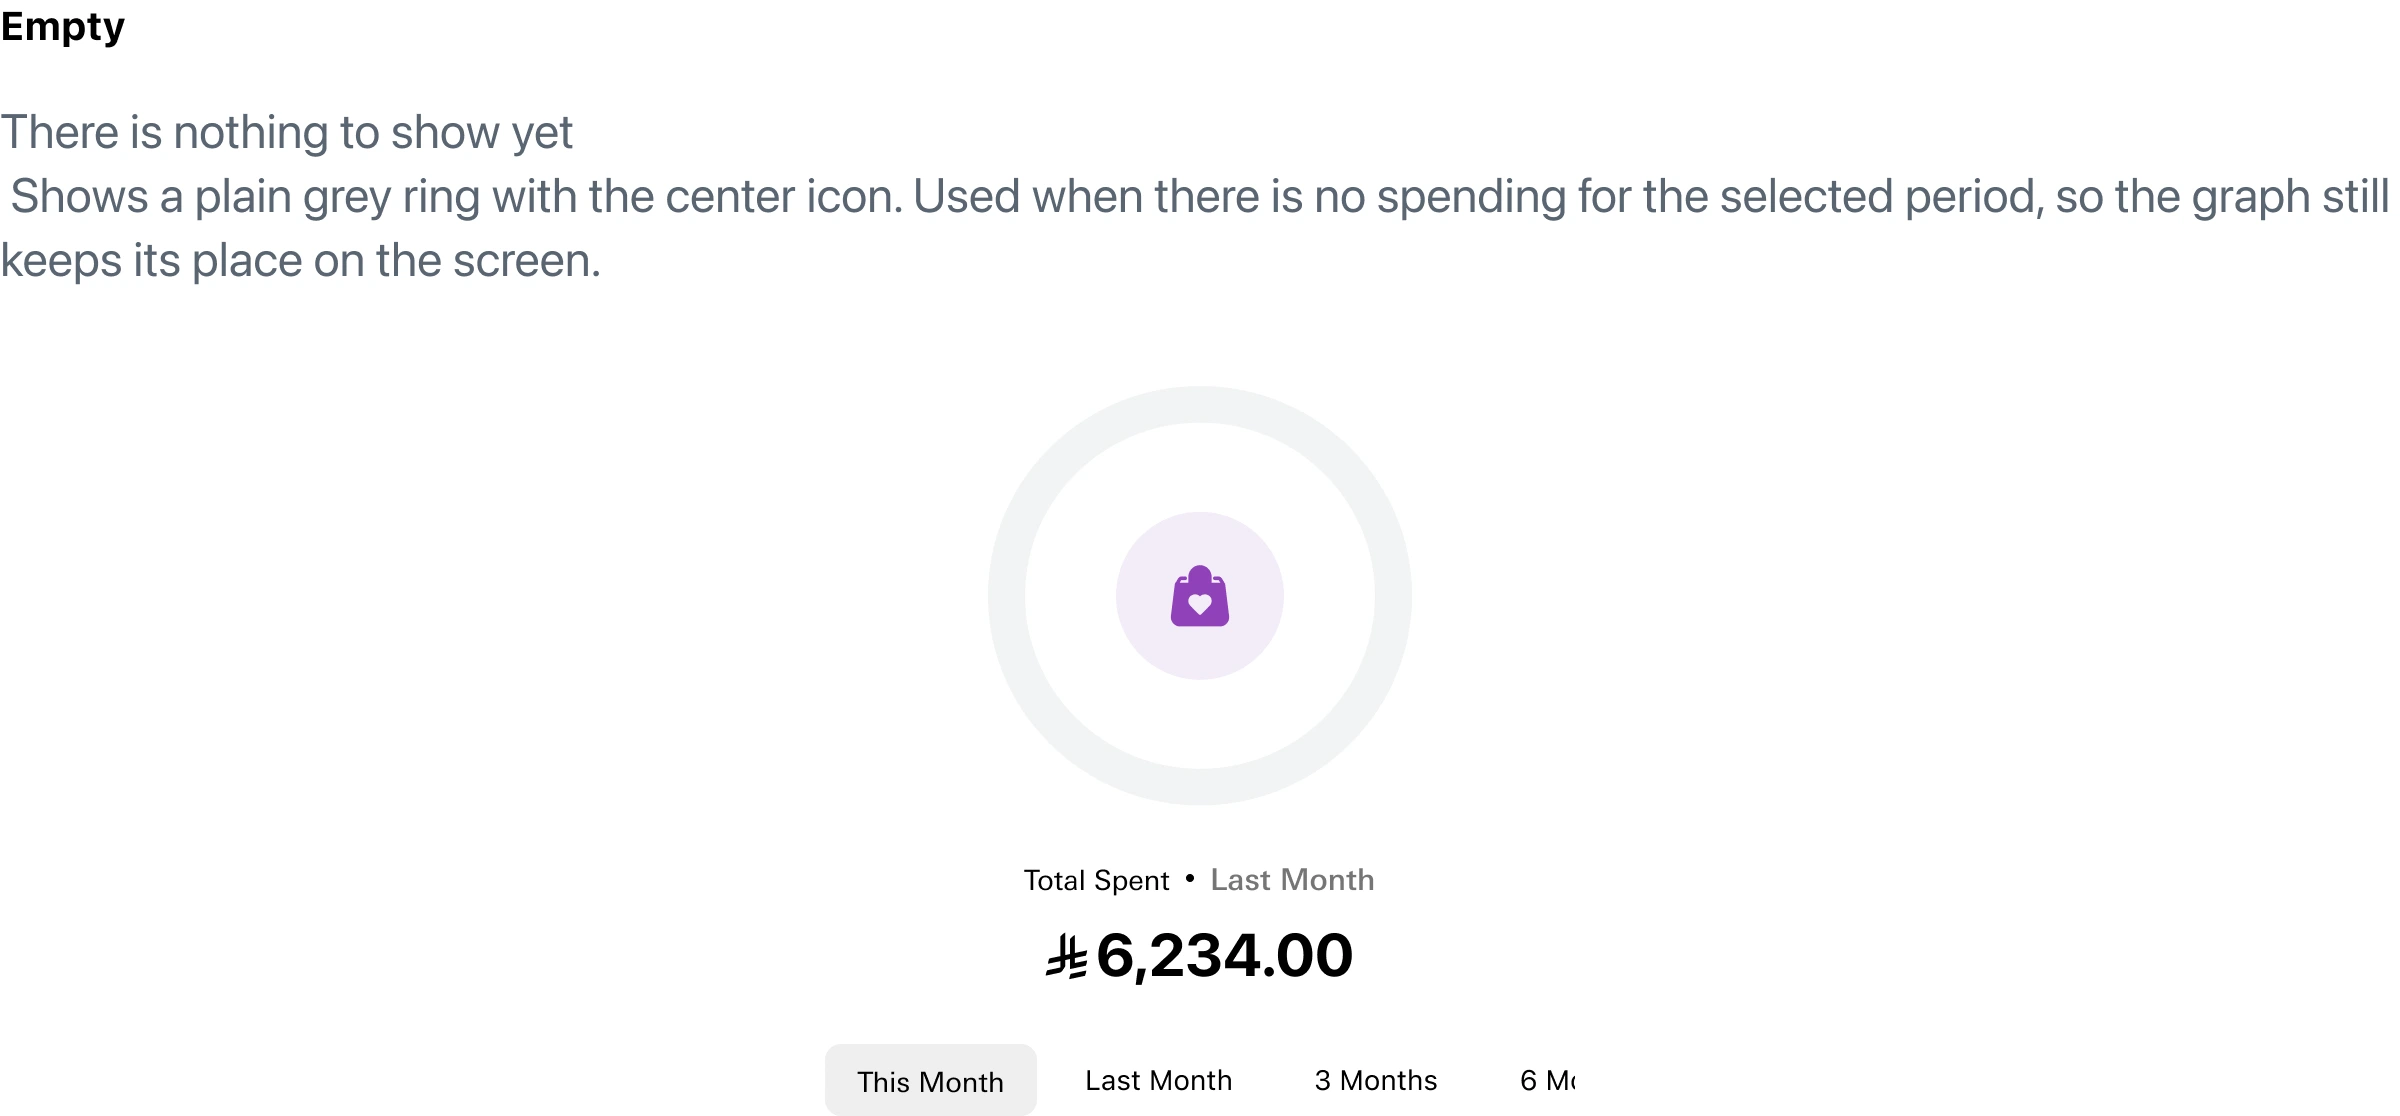 Empty
There is nothing to show yet
Shows a plain grey ring with the center icon. Used when there is no spending for the selected period, so the graph still
keeps its place on the screen.
Total Spent • Last Month
⃁6,234.00
This Month Last Month 3 Months 6 Mo